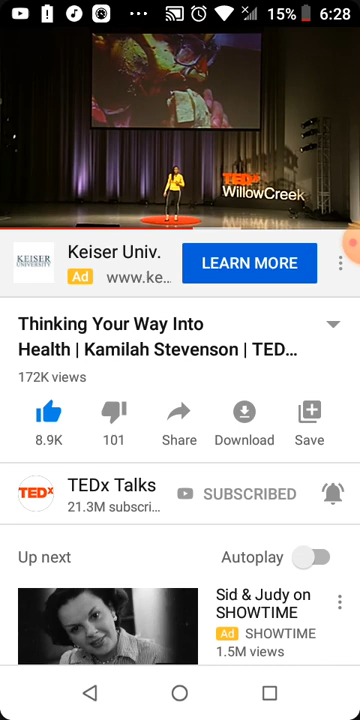 15% 6:28
TEDx
WillowCreek
KEISER
UNIVERSITY
Keiser Univ.
Ad www.ke...
LEARN MORE
Thinking Your Way Into
Health | Kamilah Stevenson | TED...
172K views
8.9K 101 Share Download Save
TEDx
TEDx Talks
21.3M subscri...
SUBSCRIBED
Up next Autoplay
Sid & Judy on
SHOWTIME
Ad SHOWTIME
1.5M views